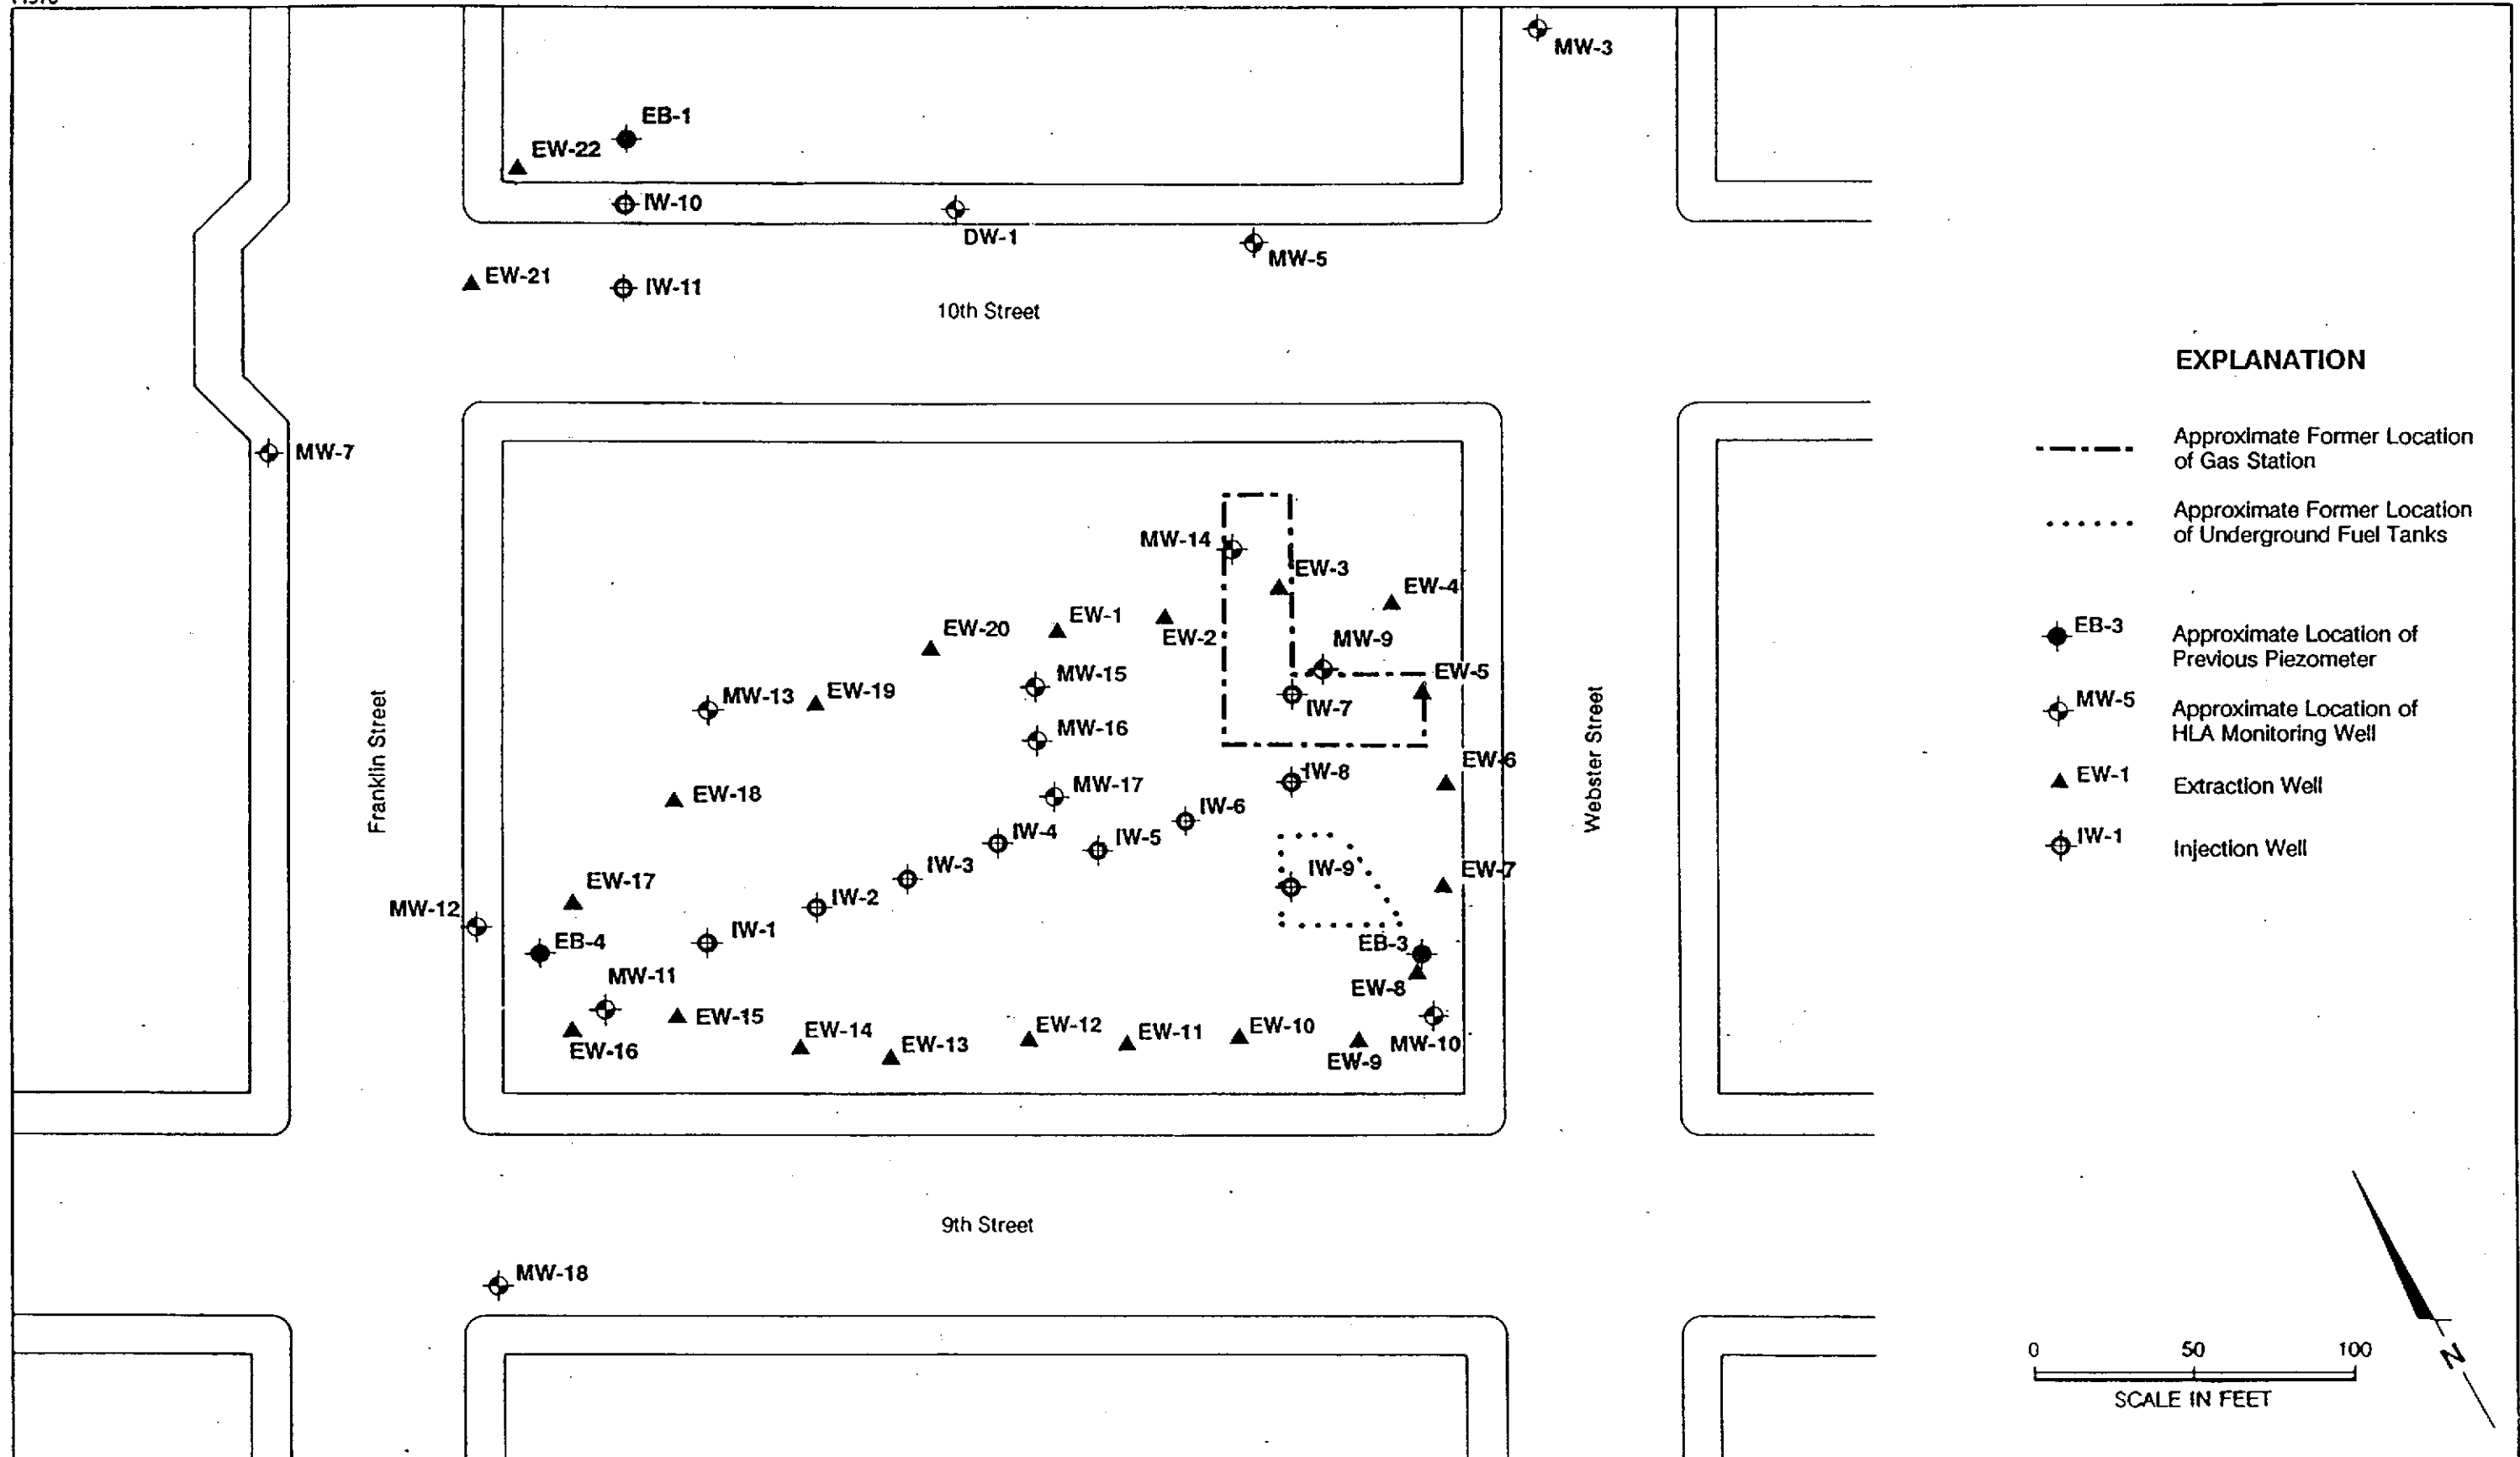 MW-3
EB-1
EW-22
IW-10
DW-1
MW-5
EW-21
IW-11
10th Street
EXPLANATION
Approximate Former Location
of Gas Station
Approximate Former Location
of Underground Fuel Tanks
EB-3
Approximate Location of
Previous Piezometer
MW-5
Approximate Location of
HLA Monitoring Well
EW-1
Extraction Well
IW-1
Injection Well
MW-7
MW-14
EW-3
EW-4
EW-1
EW-2
EW-20
MW-9
EW-5
MW-15
EW-19
MW-13
IW-7
MW-16
Franklin Street
Webster Street
EW-6
IW-8
MW-17
EW-18
IW-6
IW-4
IW-5
IW-3
IW-9
EW-7
EW-17
IW-2
MW-12
IW-1
EB-4
EB-3
MW-11
EW-8
EW-15
EW-14
EW-13
EW-12
EW-11
EW-10
MW-10
EW-16
EW-9
9th Street
MW-18
0 50 100
SCALE IN FEET
N